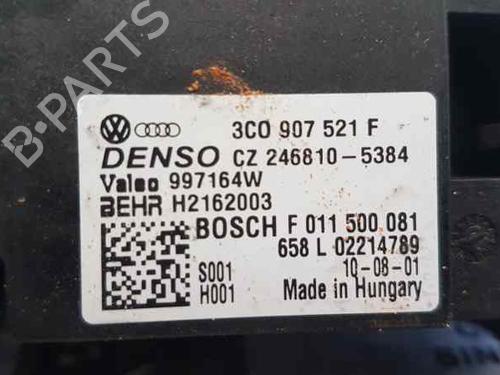 3C0 907 521 F
DENSO CZ 246810-5384
Valeo 997164W
BEHR H2162003
BOSCH F 011 500 081
658 L 02214789
S001 10-08-01
H001 Made in Hungary
B-PARTS